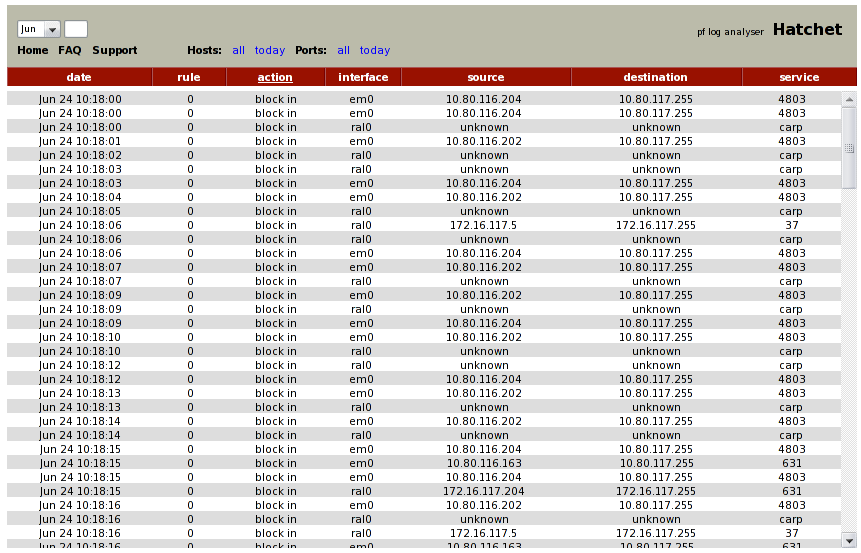 Jun
pf log analyser Hatchet
Home FAQ Support Hosts: all today Ports: all today
date rule action interface source destination service
Jun 24 10:18:00 0 block in em0 10.80.116.204 10.80.117.255 4803
Jun 24 10:18:00 0 block in em0 10.80.116.204 10.80.117.255 4803
Jun 24 10:18:00 0 block in ral0 unknown unknown carp
Jun 24 10:18:01 0 block in em0 10.80.116.202 10.80.117.255 4803
Jun 24 10:18:02 0 block in ral0 unknown unknown carp
Jun 24 10:18:03 0 block in ral0 unknown unknown carp
Jun 24 10:18:03 0 block in em0 10.80.116.204 10.80.117.255 4803
Jun 24 10:18:04 0 block in em0 10.80.116.202 10.80.117.255 4803
Jun 24 10:18:05 0 block in ral0 unknown unknown carp
Jun 24 10:18:06 0 block in ral0 172.16.117.5 172.16.117.255 37
Jun 24 10:18:06 0 block in ral0 unknown unknown carp
Jun 24 10:18:06 0 block in em0 10.80.116.204 10.80.117.255 4803
Jun 24 10:18:07 0 block in em0 10.80.116.202 10.80.117.255 4803
Jun 24 10:18:07 0 block in ral0 unknown unknown carp
Jun 24 10:18:09 0 block in em0 10.80.116.202 10.80.117.255 4803
Jun 24 10:18:09 0 block in ral0 unknown unknown carp
Jun 24 10:18:09 0 block in em0 10.80.116.204 10.80.117.255 4803
Jun 24 10:18:10 0 block in em0 10.80.116.202 10.80.117.255 4803
Jun 24 10:18:10 0 block in ral0 unknown unknown carp
Jun 24 10:18:12 0 block in ral0 unknown unknown carp
Jun 24 10:18:12 0 block in em0 10.80.116.204 10.80.117.255 4803
Jun 24 10:18:13 0 block in em0 10.80.116.202 10.80.117.255 4803
Jun 24 10:18:13 0 block in ral0 unknown unknown carp
Jun 24 10:18:14 0 block in em0 10.80.116.202 10.80.117.255 4803
Jun 24 10:18:14 0 block in ral0 unknown unknown carp
Jun 24 10:18:15 0 block in em0 10.80.116.204 10.80.117.255 4803
Jun 24 10:18:15 0 block in em0 10.80.116.163 10.80.117.255 631
Jun 24 10:18:15 0 block in ral0 172.16.117.204 172.16.117.255 631
Jun 24 10:18:16 0 block in em0 10.80.116.202 10.80.117.255 4803
Jun 24 10:18:16 0 block in ral0 unknown unknown carp
Jun 24 10:18:16 0 block in ral0 172.16.117.5 172.16.117.255 37
Jun 24 10:18:16 0 block in em0 10.80.116.163 10.80.117.255 631